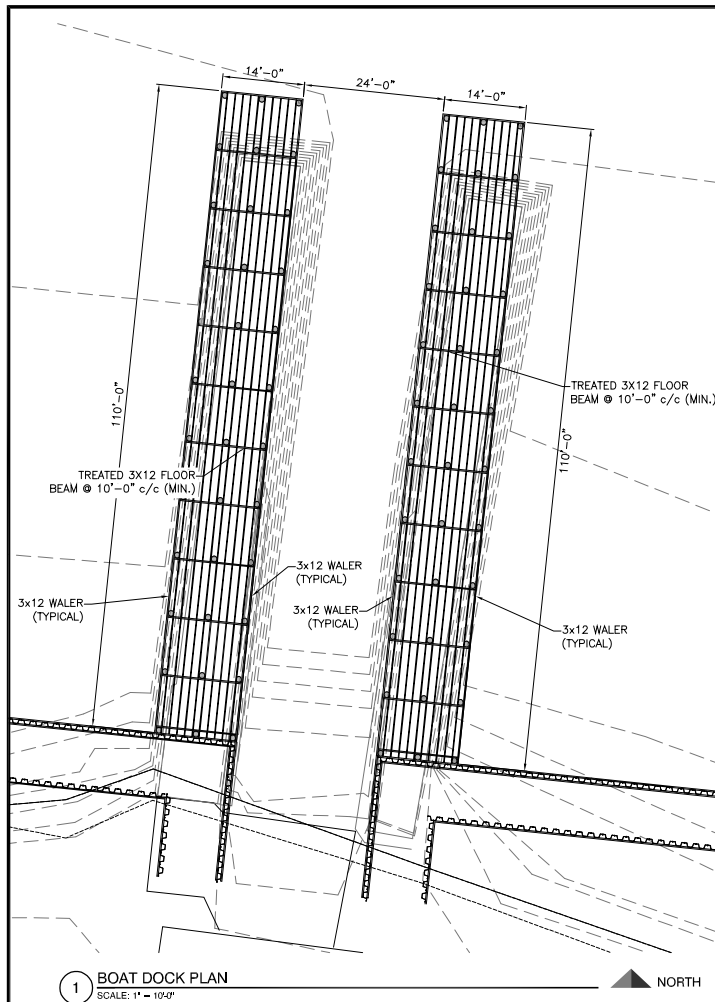 14'-0"
24'-0"
14'-0"
110'-0"
TREATED 3X12 FLOOR
BEAM @ 10'-0" c/c (MIN.)
110'-0"
TREATED 3X12 FLOOR
BEAM @ 10'-0" c/c (MIN.)
3x12 WALER
(TYPICAL)
3x12 WALER
(TYPICAL)
3x12 WALER
(TYPICAL)
3x12 WALER
(TYPICAL)
1
BOAT DOCK PLAN
SCALE: 1" = 10'-0"
NORTH